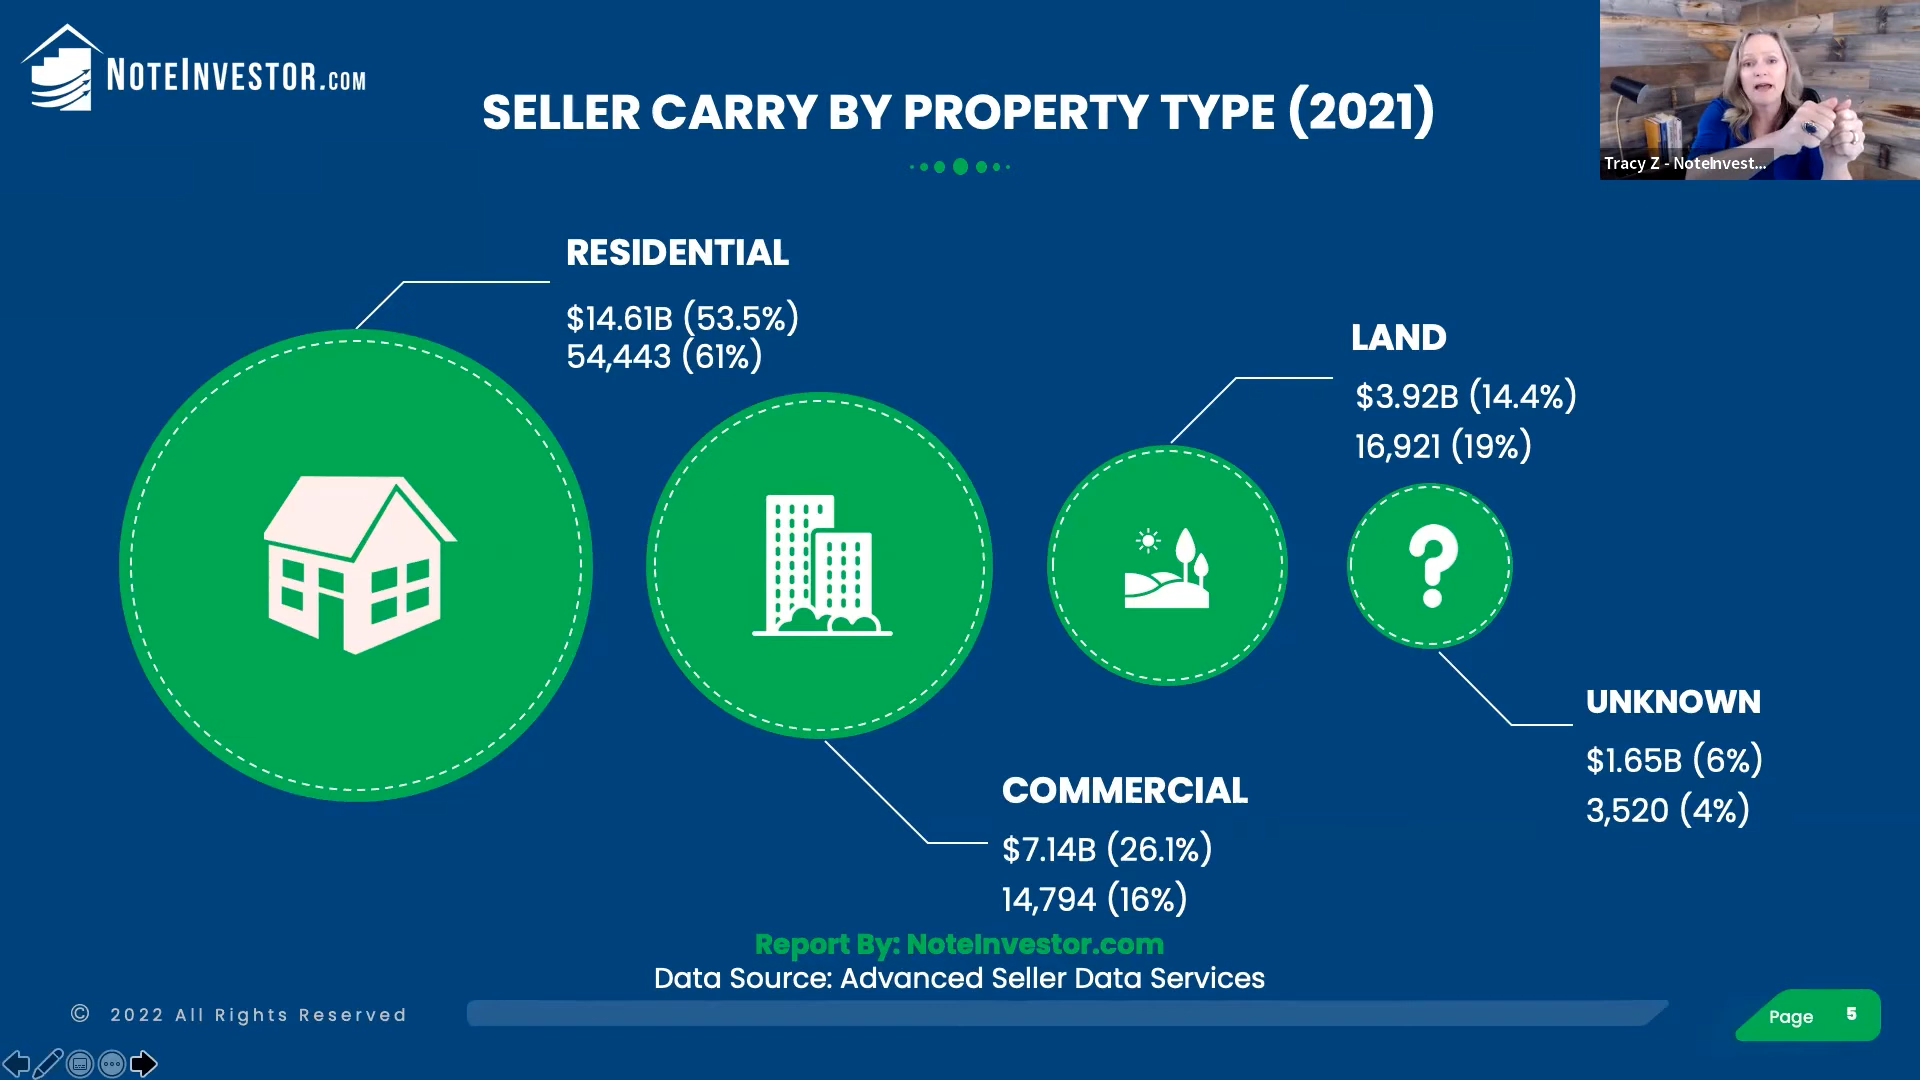 NOTEINVESTOR.COM
SELLER CARRY BY PROPERTY TYPE (2021)
Tracy Z - NoteInvest...
RESIDENTIAL
$14.61B (53.5%)
54,443 (61%)
LAND
$3.92B (14.4%)
16,921 (19%)
?
UNKNOWN
$1.65B (6%)
3,520 (4%)
COMMERCIAL
$7.14B (26.1%)
14,794 (16%)
Report By: NoteInvestor.com
Data Source: Advanced Seller Data Services
© 2022 All Rights Reserved
Page 5